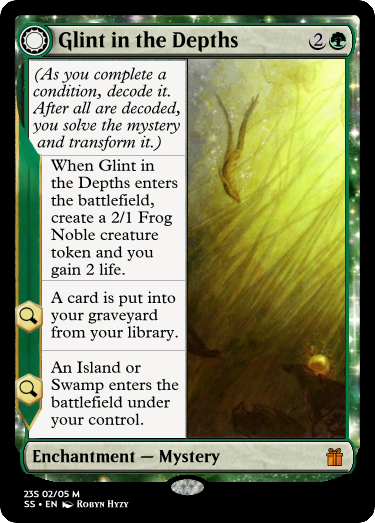 Glint in the Depths 2
(As you complete a
condition, decode it.
After all are decoded,
you solve the mystery
and transform it.)
When Glint in
the Depths enters
the battlefield,
create a 2/1 Frog
Noble creature
token and you
gain 2 life.
A card is put into
your graveyard
from your library.
An Island or
Swamp enters the
battlefield under
your control.
Enchantment — Mystery
23S 02/05 M
SS • EN Robyn Hyzy